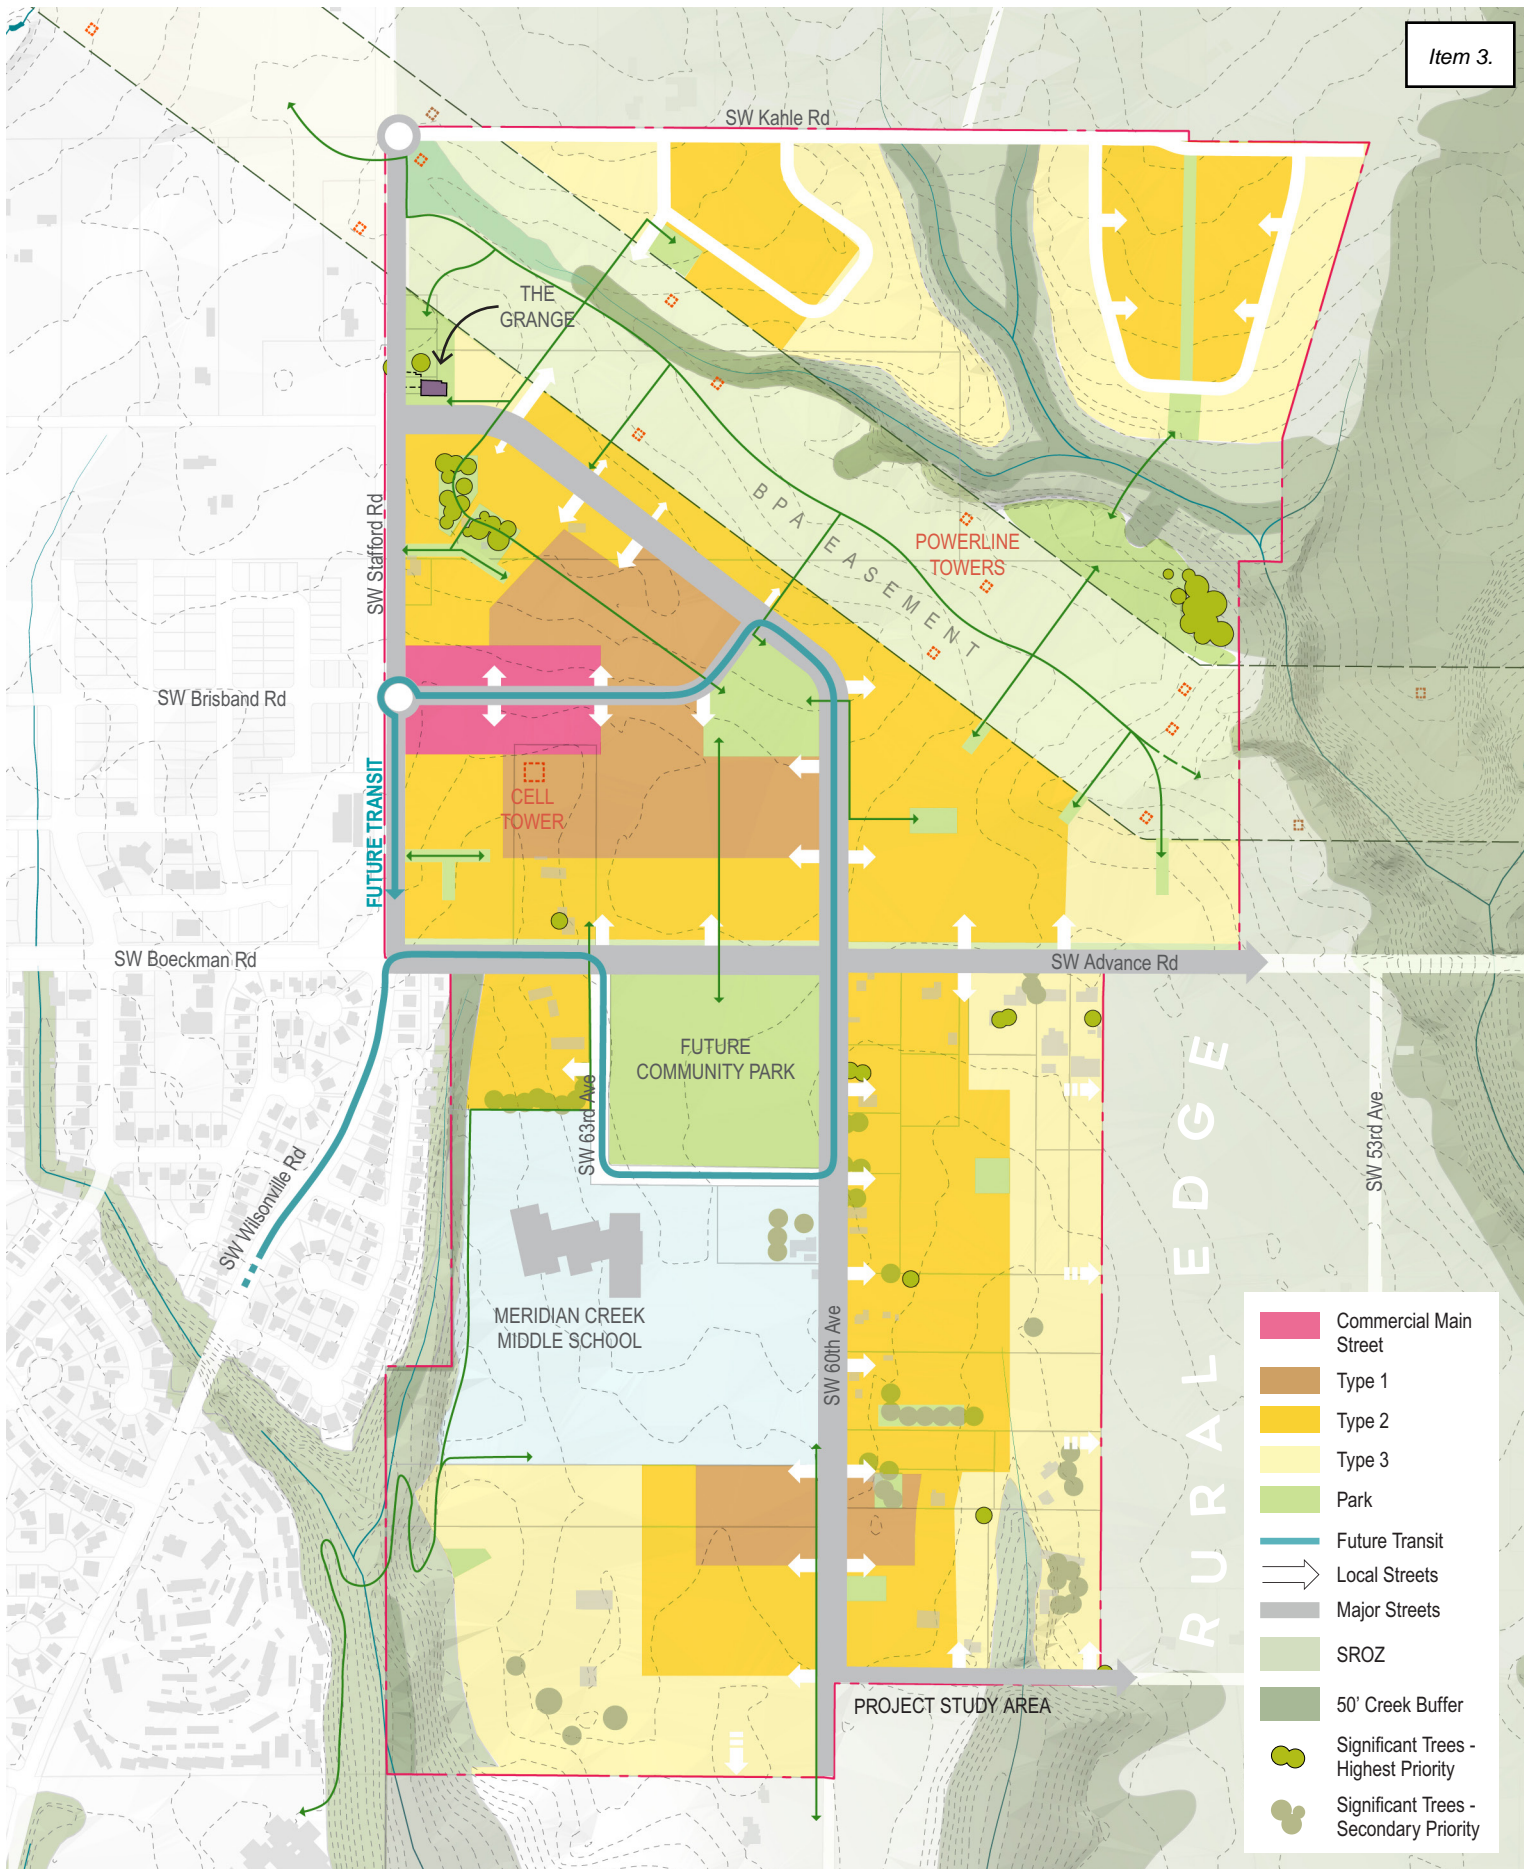 Item 3.
SW Kahle Rd
THE
GRANGE
SW Stafford Rd
BPA EASEMENT
POWERLINE
TOWERS
SW Brisband Rd
FUTURE TRANSIT
CELL
TOWER
SW Boeckman Rd
SW Advance Rd
FUTURE
COMMUNITY PARK
SW 63rd Ave
SW Wilsonville Rd
MERIDIAN CREEK
MIDDLE SCHOOL
SW 60th Ave
RURAL EDGE
SW 53rd Ave
PROJECT STUDY AREA
Commercial Main
Street
Type 1
Type 2
Type 3
Park
Future Transit
Local Streets
Major Streets
SROZ
50' Creek Buffer
Significant Trees -
Highest Priority
Significant Trees -
Secondary Priority